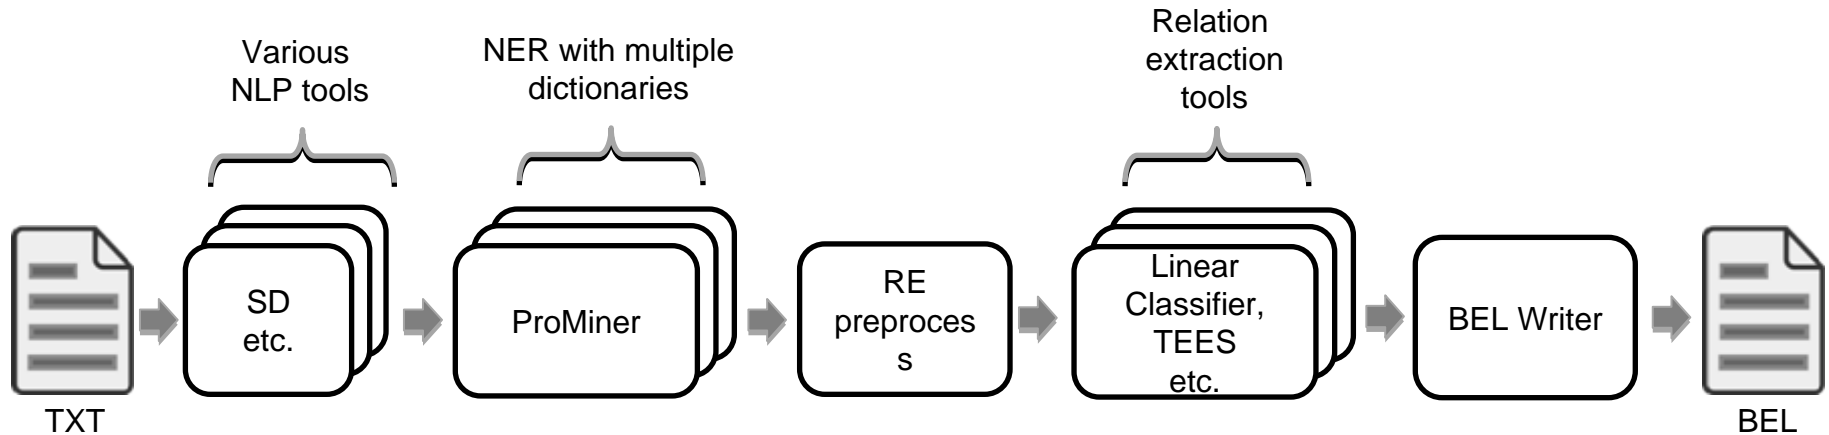 Various
NLP tools
NER with multiple
dictionaries
Relation
extraction
tools
SD
etc.
ProMiner
RE
preproces
s
Linear
Classifier,
TEES
etc.
BEL Writer
TXT
BEL